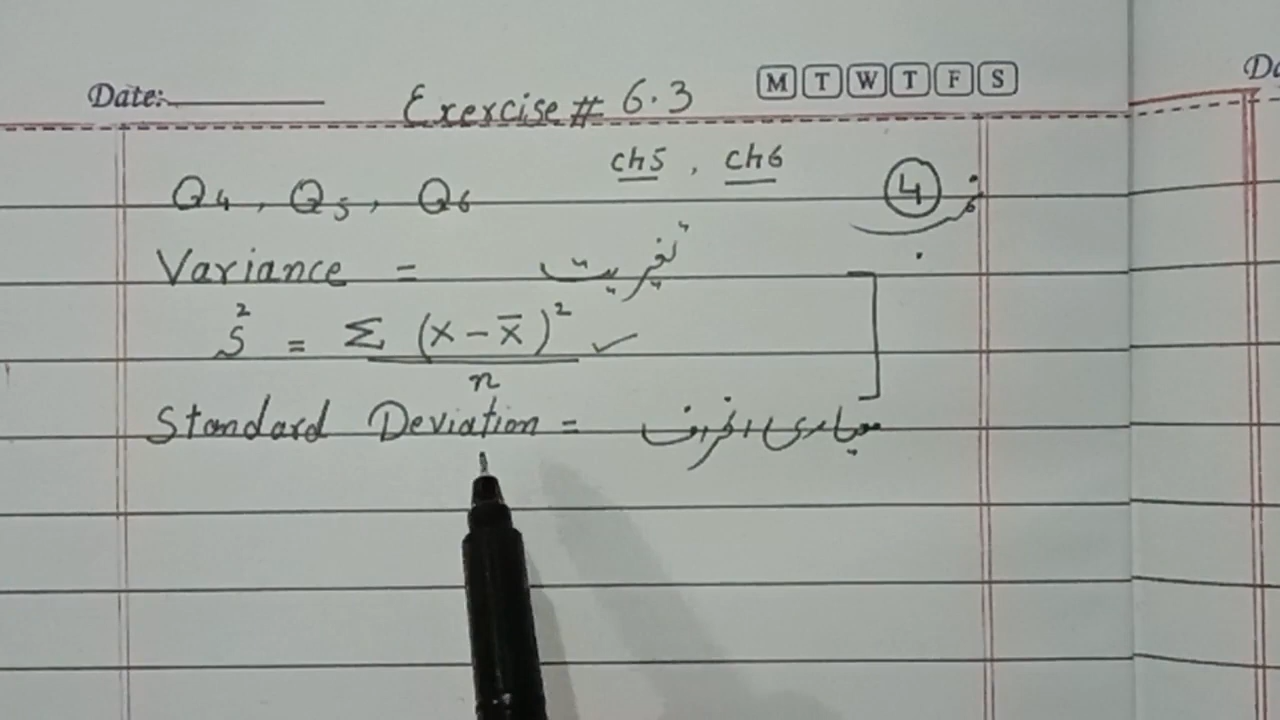 Date: Exercise # 6.3 M T W T F S
ch5 , ch6
Q4 , Q5 , Q6 4
Variance = تغیریت
S² = Σ (x - x̄)² ✓
n
Standard Deviation = معیاری انحراف